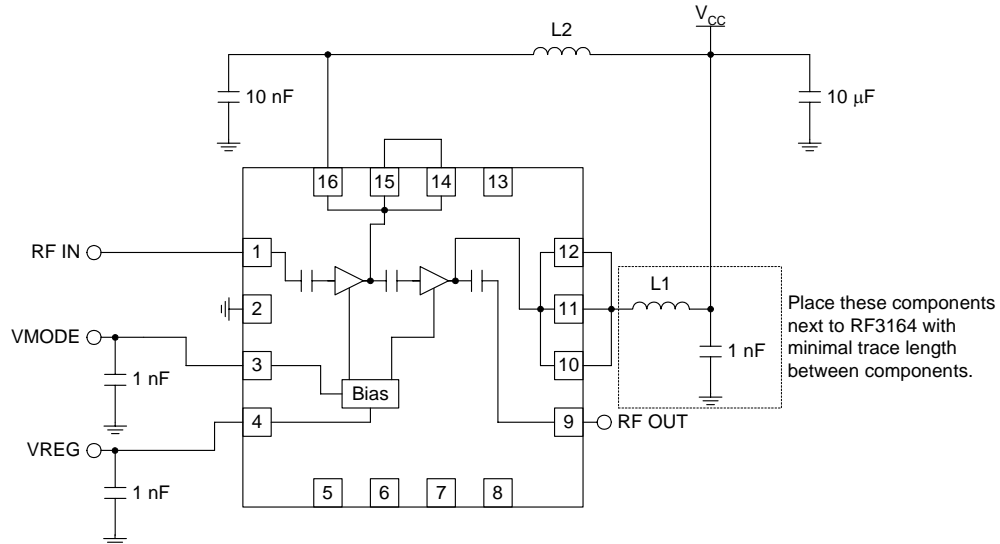 V_CC
L2
10 nF
10 μF
16
15
14
13
RF IN
1
12
2
11
L1
Place these components
next to RF3164 with
minimal trace length
between components.
VMODE
1 nF
3
10
1 nF
Bias
VREG
4
9
RF OUT
1 nF
5
6
7
8